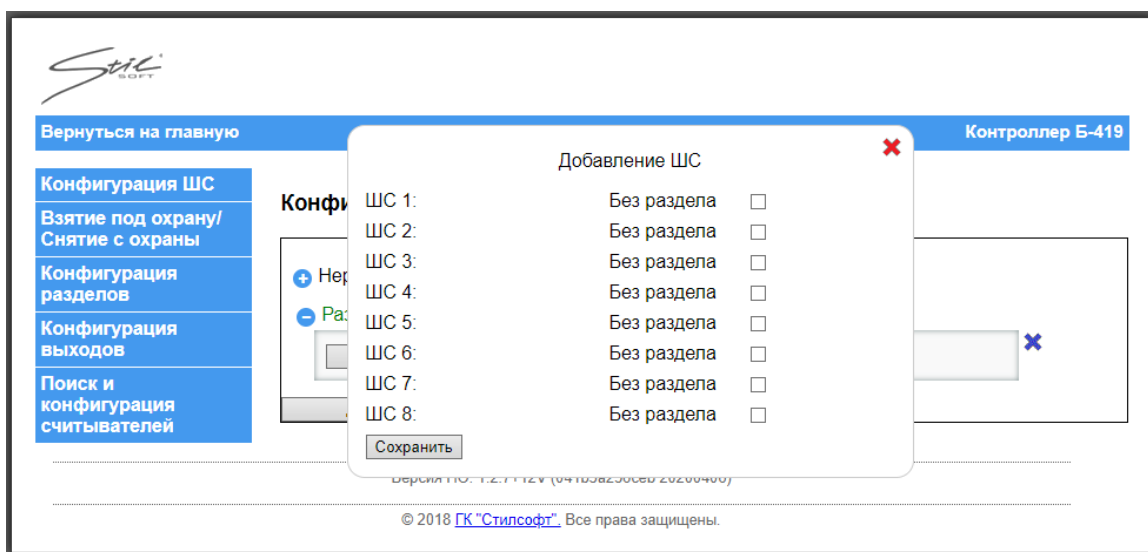 Stil
SOFT
Вернуться на главную
Контроллер Б-419
Конфигурация ШС
Взятие под охрану/
Снятие с охраны
Конфигурация
разделов
Конфигурация
выходов
Поиск и
конфигурация
считывателей
Добавление ШС
ШС 1: Без раздела
ШС 2: Без раздела
ШС 3: Без раздела
ШС 4: Без раздела
ШС 5: Без раздела
ШС 6: Без раздела
ШС 7: Без раздела
ШС 8: Без раздела
Сохранить
© 2018 ГК "Стилсофт". Все права защищены.